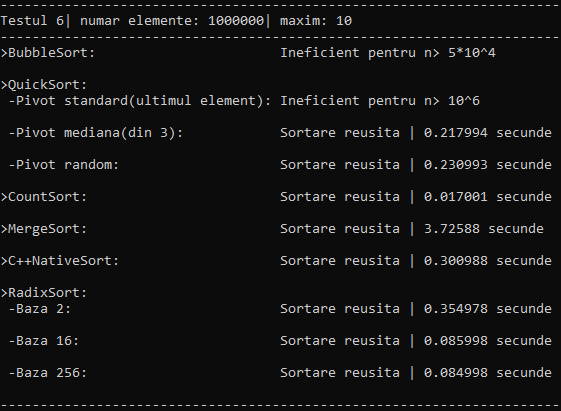 Testul 6| numar elemente: 1000000| maxim: 10
>BubbleSort: Ineficient pentru n> 5*10^4
>QuickSort:
-Pivot standard(ultimul element): Ineficient pentru n> 10^6
-Pivot mediana(din 3): Sortare reusita | 0.217994 secunde
-Pivot random: Sortare reusita | 0.230993 secunde
>CountSort: Sortare reusita | 0.017001 secunde
>MergeSort: Sortare reusita | 3.72588 secunde
>C++NativeSort: Sortare reusita | 0.300988 secunde
>RadixSort:
-Baza 2: Sortare reusita | 0.354978 secunde
-Baza 16: Sortare reusita | 0.085998 secunde
-Baza 256: Sortare reusita | 0.084998 secunde